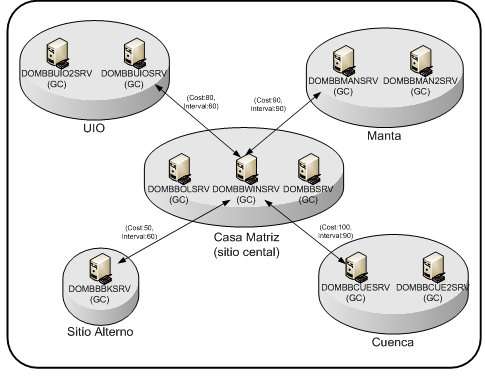 DOMBBUIO2SRV
(GC)
DOMBBUIOSRV
(GC)
UIO
DOMBBMANSRV
(GC)
DOMBBMAN2SRV
(GC)
Manta
(Cost:80,
Interval:60)
(Cost:90,
Interval:90)
DOMBBOLSRV
(GC)
DOMBBWINSRV
(GC)
DOMBBSRV
(GC)
Casa Matriz
(sitio cental)
(Cost:50,
Interval:60)
(Cost:100,
Interval:90)
DOMBBBKSRV
(GC)
Sitio Alterno
DOMBBCUESRV
(GC)
DOMBBCUE2SRV
(GC)
Cuenca